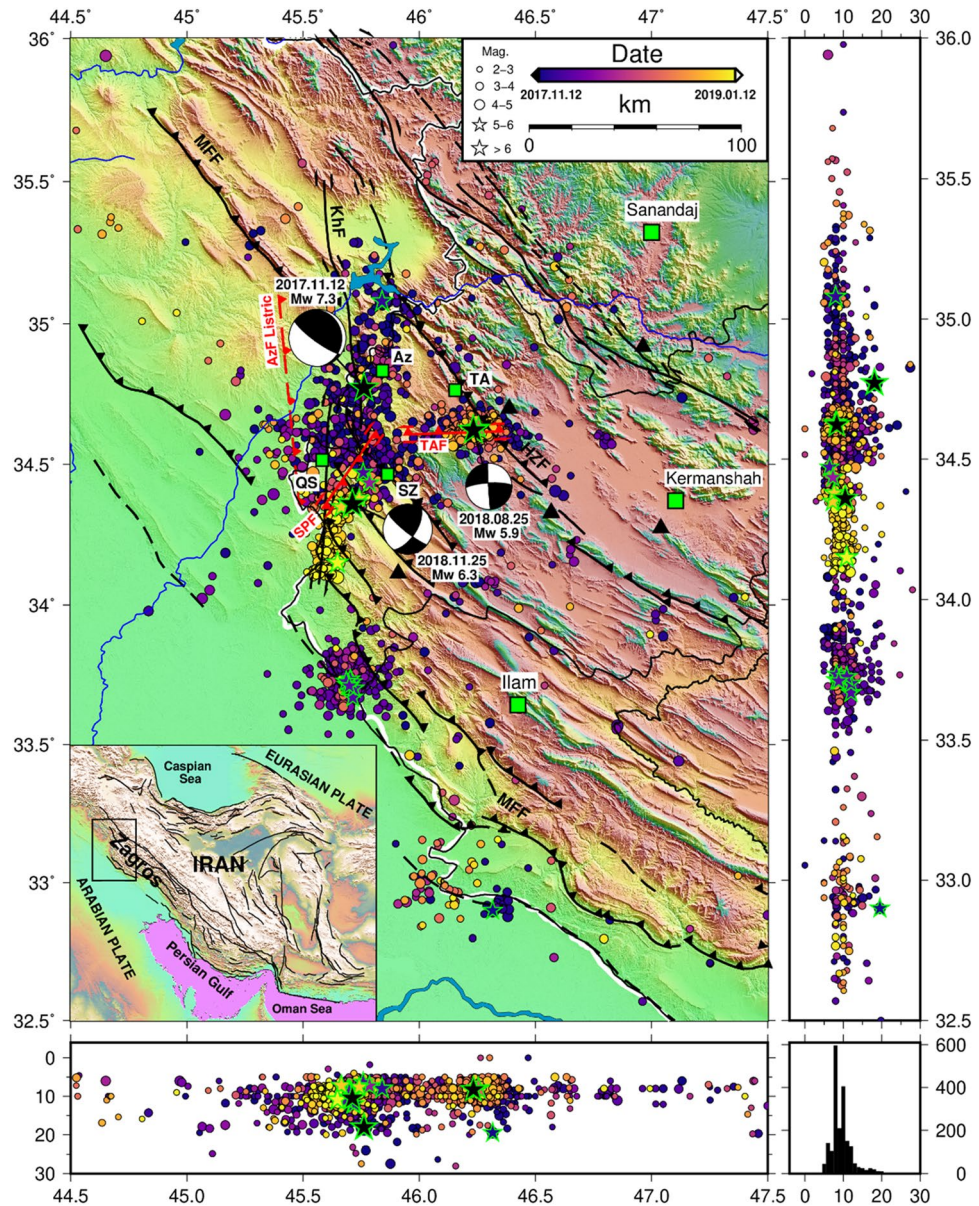 44.5° 45° 45.5° 46° 46.5° 47° 47.5°
0 10 20 30
36°
35.5°
35°
34.5°
34°
33.5°
33°
32.5°
36.0
35.5
35.0
34.5
34.0
33.5
33.0
32.5
Mag.
2-3
3-4
4-5
5-6
> 6
Date
2017.11.12
2019.01.12
km
0
100
MFF
KhF
Sanandaj
2017.11.12
Mw 7.3
AzF Listric
Az
TA
TAF
HZF
QS
SZ
SPF
Kermanshah
2018.08.25
Mw 5.9
2018.11.25
Mw 6.3
Ilam
MFF
Caspian
Sea
EURASIAN PLATE
Zagros
IRAN
ARABIAN PLATE
Persian Gulf
Oman Sea
0
10
20
30
44.5 45.0 45.5 46.0 46.5 47.0 47.5
600
400
200
0
0 10 20 30